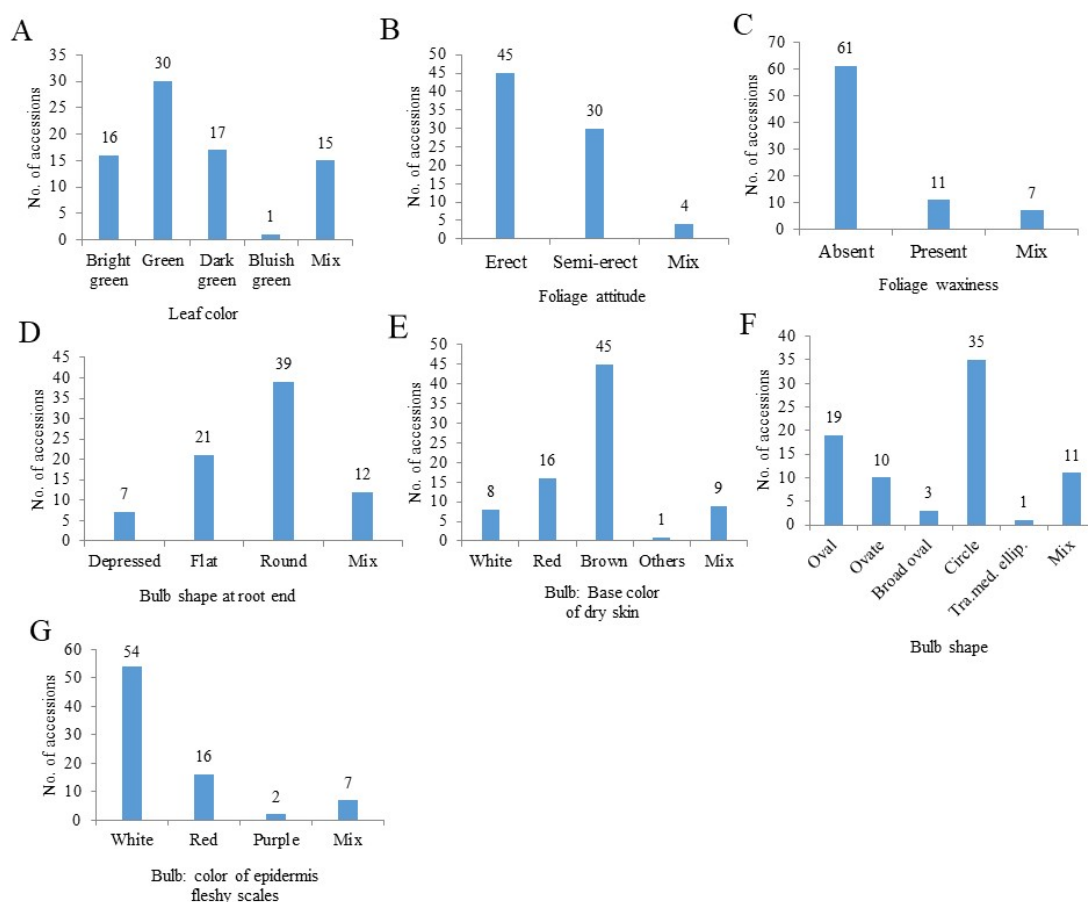 A
No. of accessions
35
30
25
20
15
10
5
0
16
30
17
1
15
Bright green
Green
Dark green
Bluish green
Mix
Leaf color
B
No. of accessions
50
45
40
35
30
25
20
15
10
5
0
45
30
4
Erect
Semi-erect
Mix
Foliage attitude
C
No. of accessions
70
60
50
40
30
20
10
0
61
11
7
Absent
Present
Mix
Foliage waxiness
D
No. of accessions
45
40
35
30
25
20
15
10
5
0
7
21
39
12
Depressed
Flat
Round
Mix
Bulb shape at root end
E
No. of accessions
50
45
40
35
30
25
20
15
10
5
0
8
16
45
1
9
White
Red
Brown
Others
Mix
Bulb: Base color
of dry skin
F
No. of accessions
40
35
30
25
20
15
10
5
0
19
10
3
35
1
11
Oval
Ovate
Broad oval
Circle
Tra.med. ellip.
Mix
Bulb shape
G
No. of accessions
60
50
40
30
20
10
0
54
16
2
7
White
Red
Purple
Mix
Bulb: color of epidermis
fleshy scales